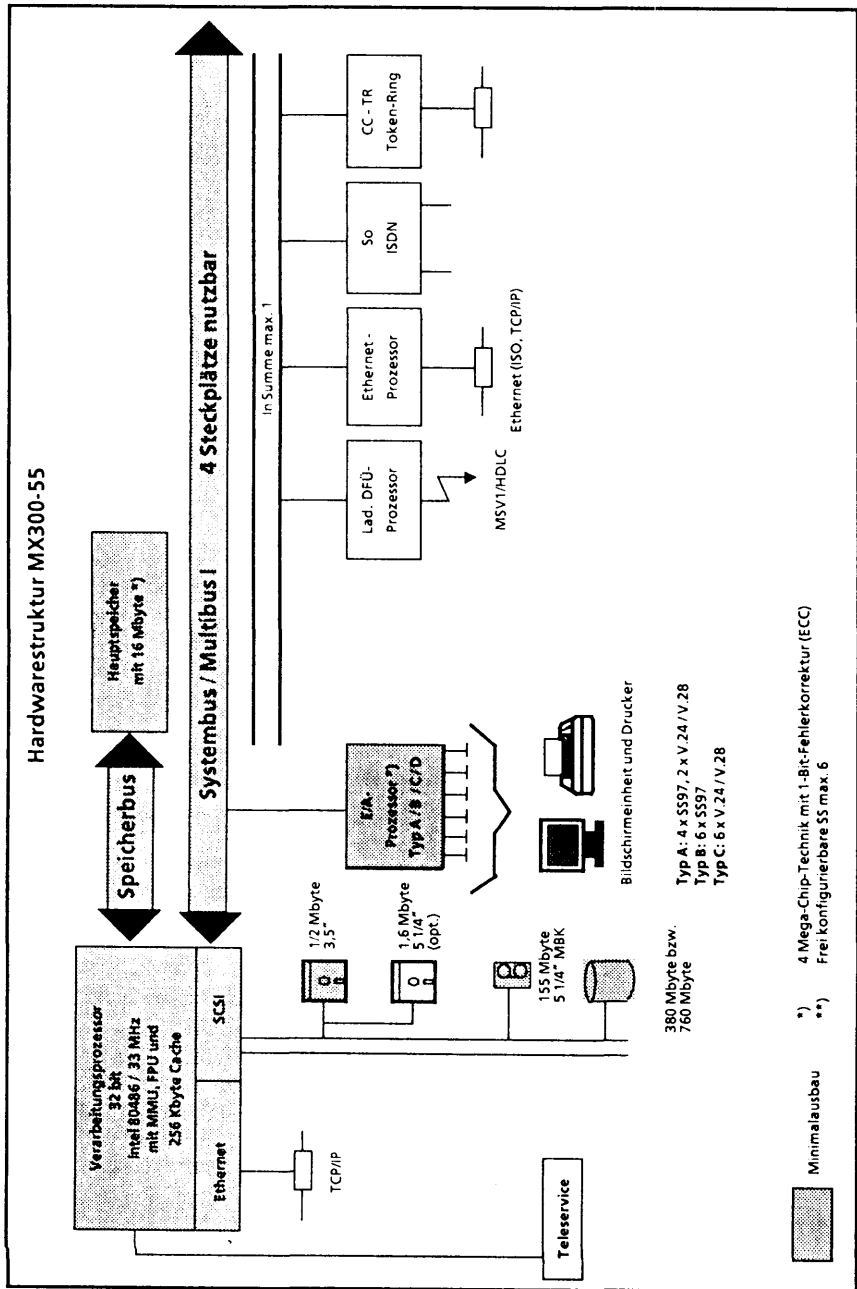 Hardwarestruktur MX300-55
Verarbeitungsprozessor
32 bit
Intel 80486 / 33 MHz
mit MMU, FPU und
256 Kbyte Cache
Ethernet
SCSI
Speicherbus
Hauptspeicher
mit 16 Mbyte *)
Systembus / Multibus I
4 Steckplätze nutzbar
TCP/IP
Teleservice
1/2 Mbyte
3,5"
1,6 Mbyte
5 1/4"
(opt.)
155 Mbyte
5 1/4" MBK
380 Mbyte bzw.
760 Mbyte
E/A-
Prozessor *)
Typ A / B / C / D
Bildschirmeinheit und Drucker
Typ A: 4 x SS97, 2 x V.24 / V.28
Typ B: 6 x SS97
Typ C: 6 x V.24 / V.28
In Summe max. 1
Lad. DFÜ-
Prozessor
MSV1/HDLC
Ethernet -
Prozessor
Ethernet (ISO, TCP/IP)
So
ISDN
CC - TR
Token-Ring
Minimalausbau
*) 4 Mega-Chip-Technik mit 1-Bit-Fehlerkorrektur (ECC)
**) Frei konfigurierbare SS max. 6